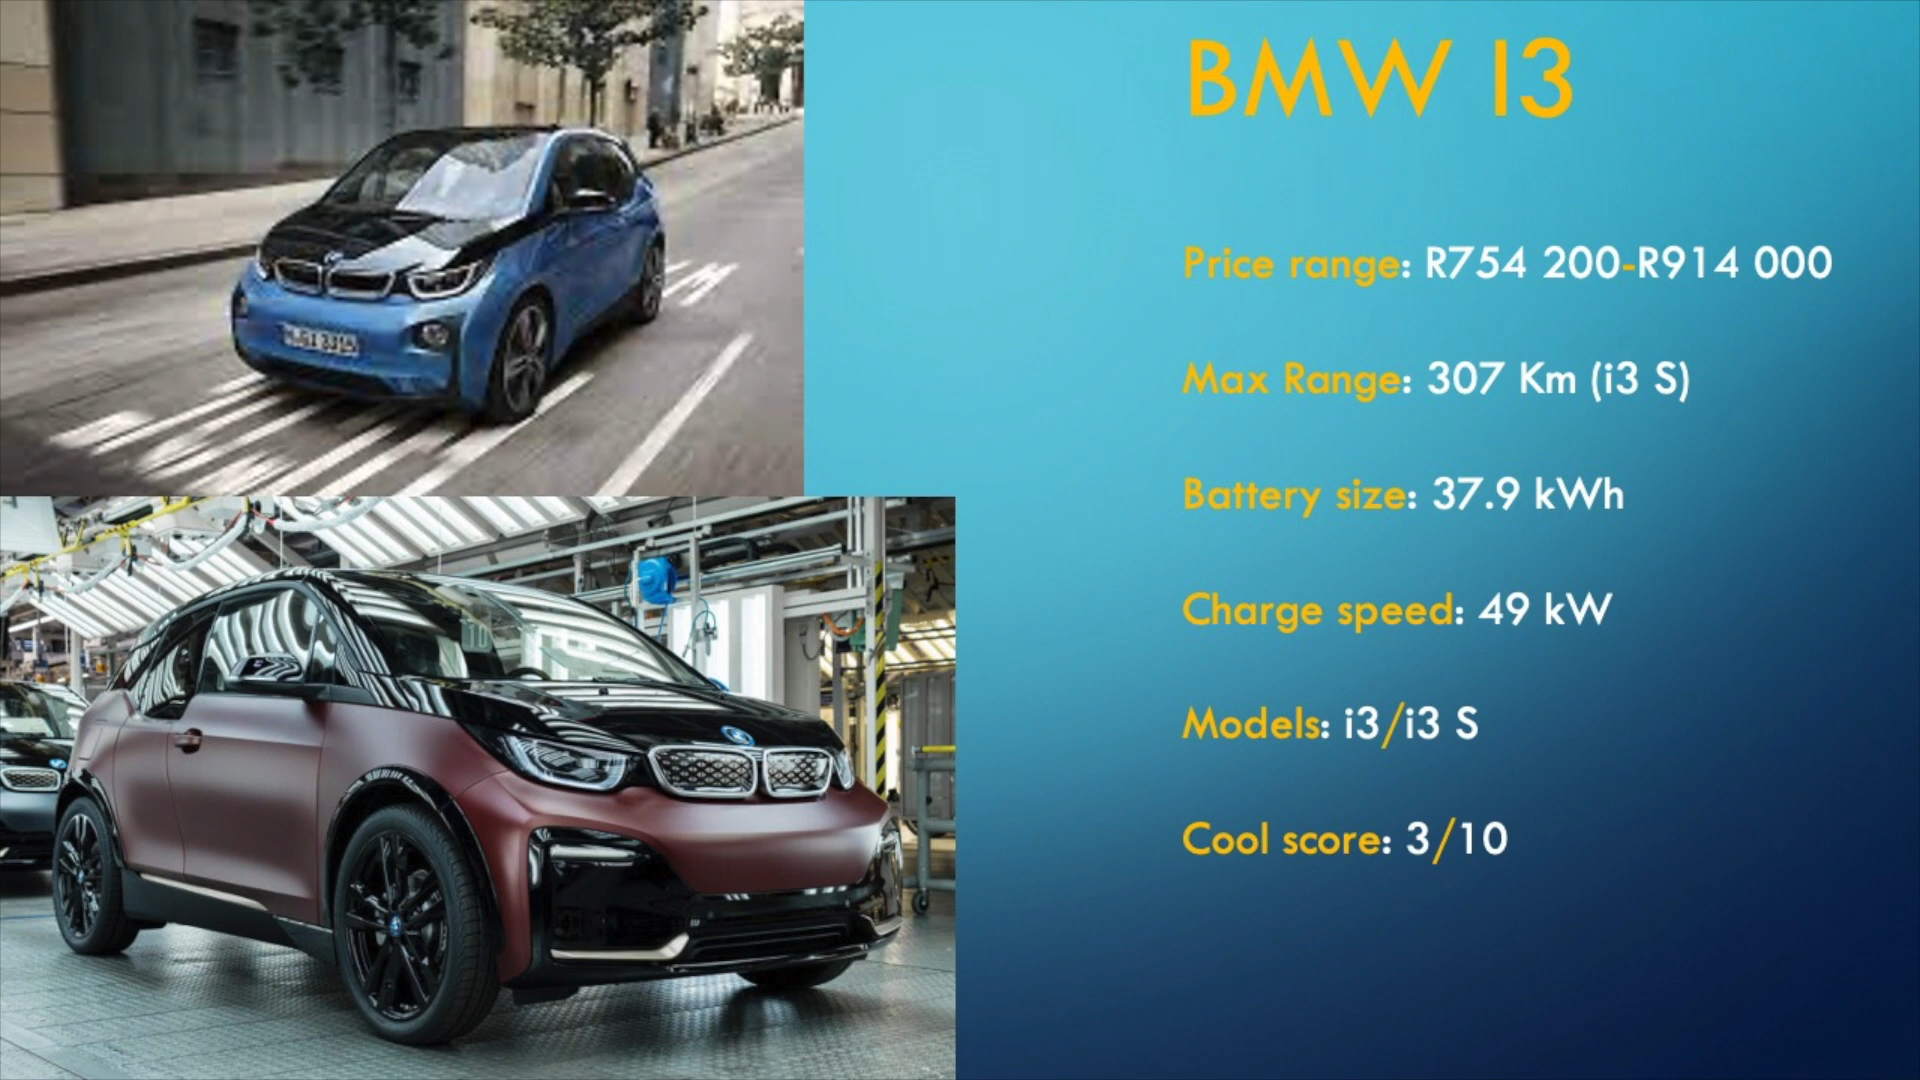 BMW I3
Price range: R754 200-R914 000
Max Range: 307 Km (i3 S)
Battery size: 37.9 kWh
Charge speed: 49 kW
Models: i3/i3 S
Cool score: 3/10